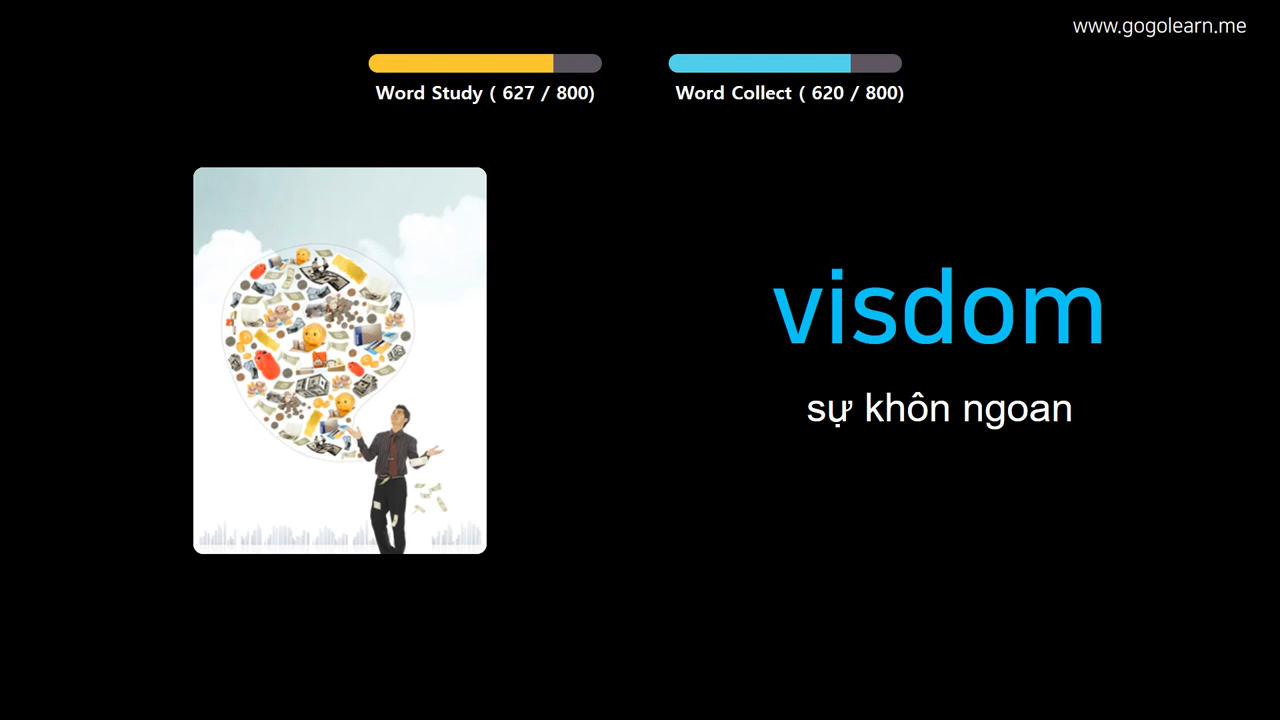 www.gogolearn.me
Word Study ( 627 / 800)
Word Collect ( 620 / 800)
visdom
sự khôn ngoan